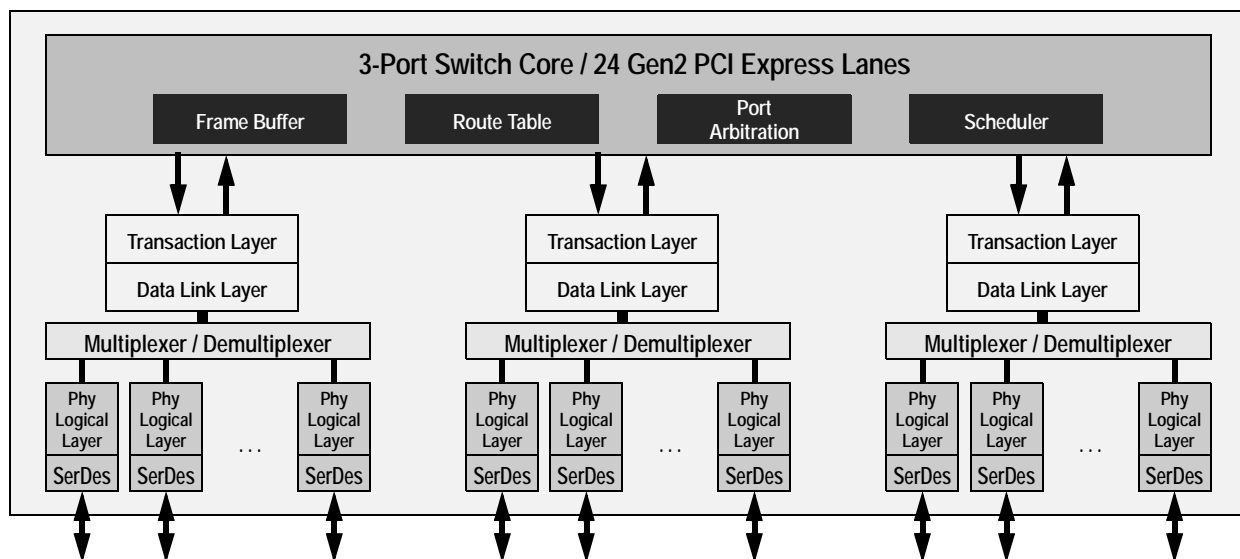 3-Port Switch Core / 24 Gen2 PCI Express Lanes
Frame Buffer
Route Table
Port
Arbitration
Scheduler
Transaction Layer
Transaction Layer
Transaction Layer
Data Link Layer
Data Link Layer
Data Link Layer
Multiplexer / Demultiplexer
Multiplexer / Demultiplexer
Multiplexer / Demultiplexer
Phy
Logical
Layer
SerDes
Phy
Logical
Layer
SerDes
...
Phy
Logical
Layer
SerDes
Phy
Logical
Layer
SerDes
Phy
Logical
Layer
SerDes
...
Phy
Logical
Layer
SerDes
Phy
Logical
Layer
SerDes
Phy
Logical
Layer
SerDes
...
Phy
Logical
Layer
SerDes